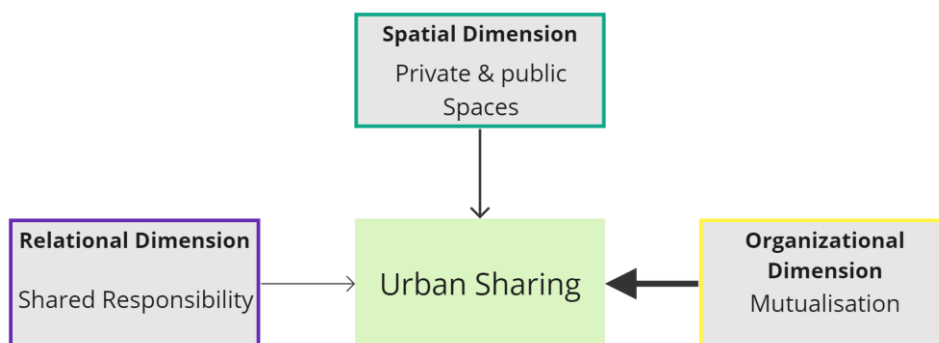 Spatial Dimension
Private & public
Spaces
Relational Dimension
Shared Responsibility
Urban Sharing
Organizational
Dimension
Mutualisation